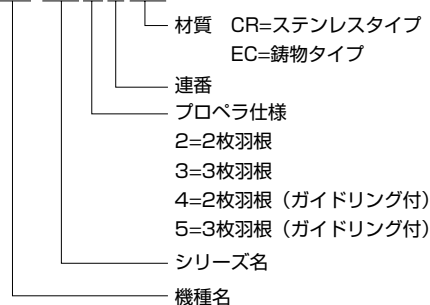 材質　CR=ステンレスタイプ
EC=鋳物タイプ
連番
プロペラ仕様
2=2枚羽根
3=3枚羽根
4=2枚羽根（ガイドリング付）
5=3枚羽根（ガイドリング付）
シリーズ名
機種名